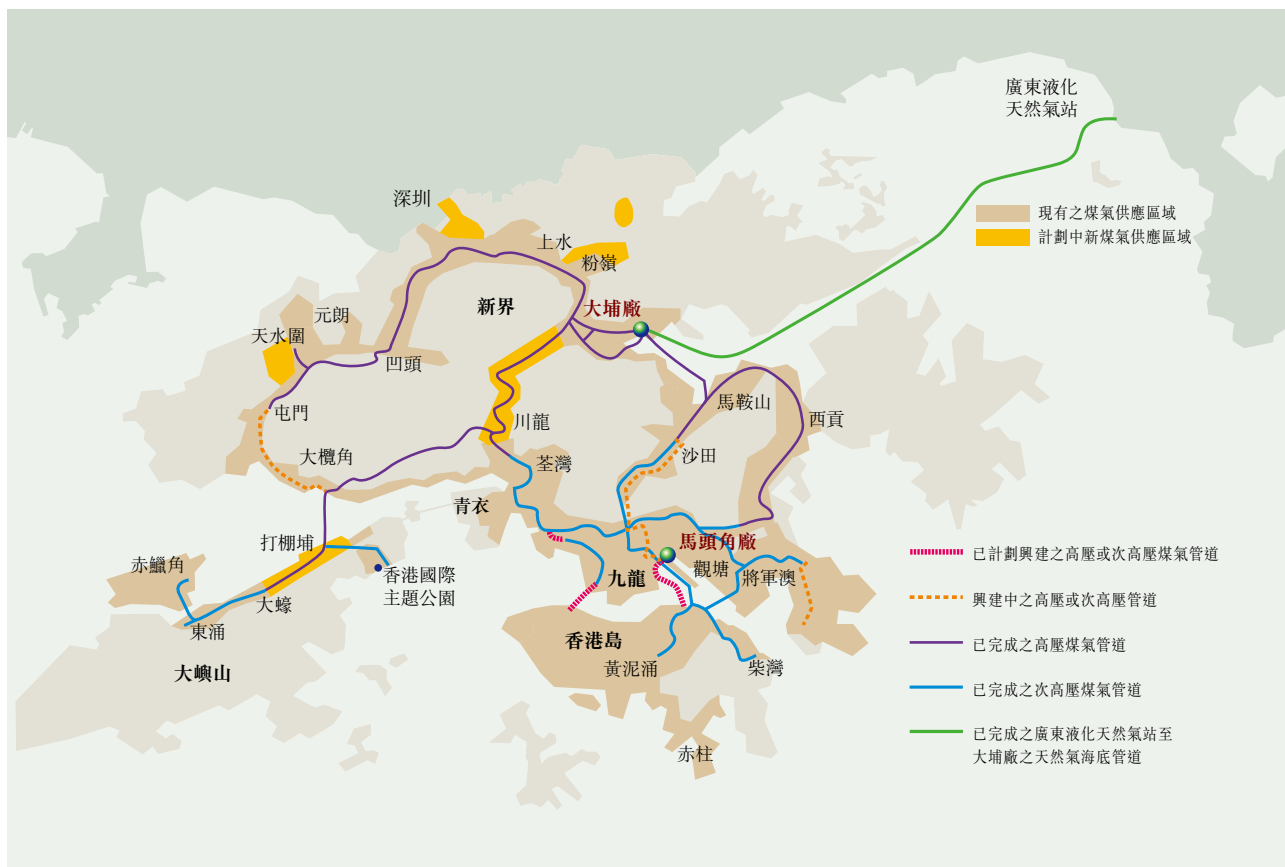 廣東液化
天然氣站
深圳
現有之煤氣供應區域
計劃中新煤氣供應區域
上水
粉嶺
新界
大埔廠
元朗
天水圍
凹頭
屯門
馬鞍山
西貢
川龍
大欖角
荃灣
沙田
青衣
打棚埔
馬頭角廠
赤鱲角
香港國際
主題公園
九龍
觀塘
將軍澳
大蠔
東涌
香港島
大嶼山
黃泥涌
柴灣
赤柱
已計劃興建之高壓或次高壓煤氣管道
興建中之高壓或次高壓管道
已完成之高壓煤氣管道
已完成之次高壓煤氣管道
已完成之廣東液化天然氣站至
大埔廠之天然氣海底管道